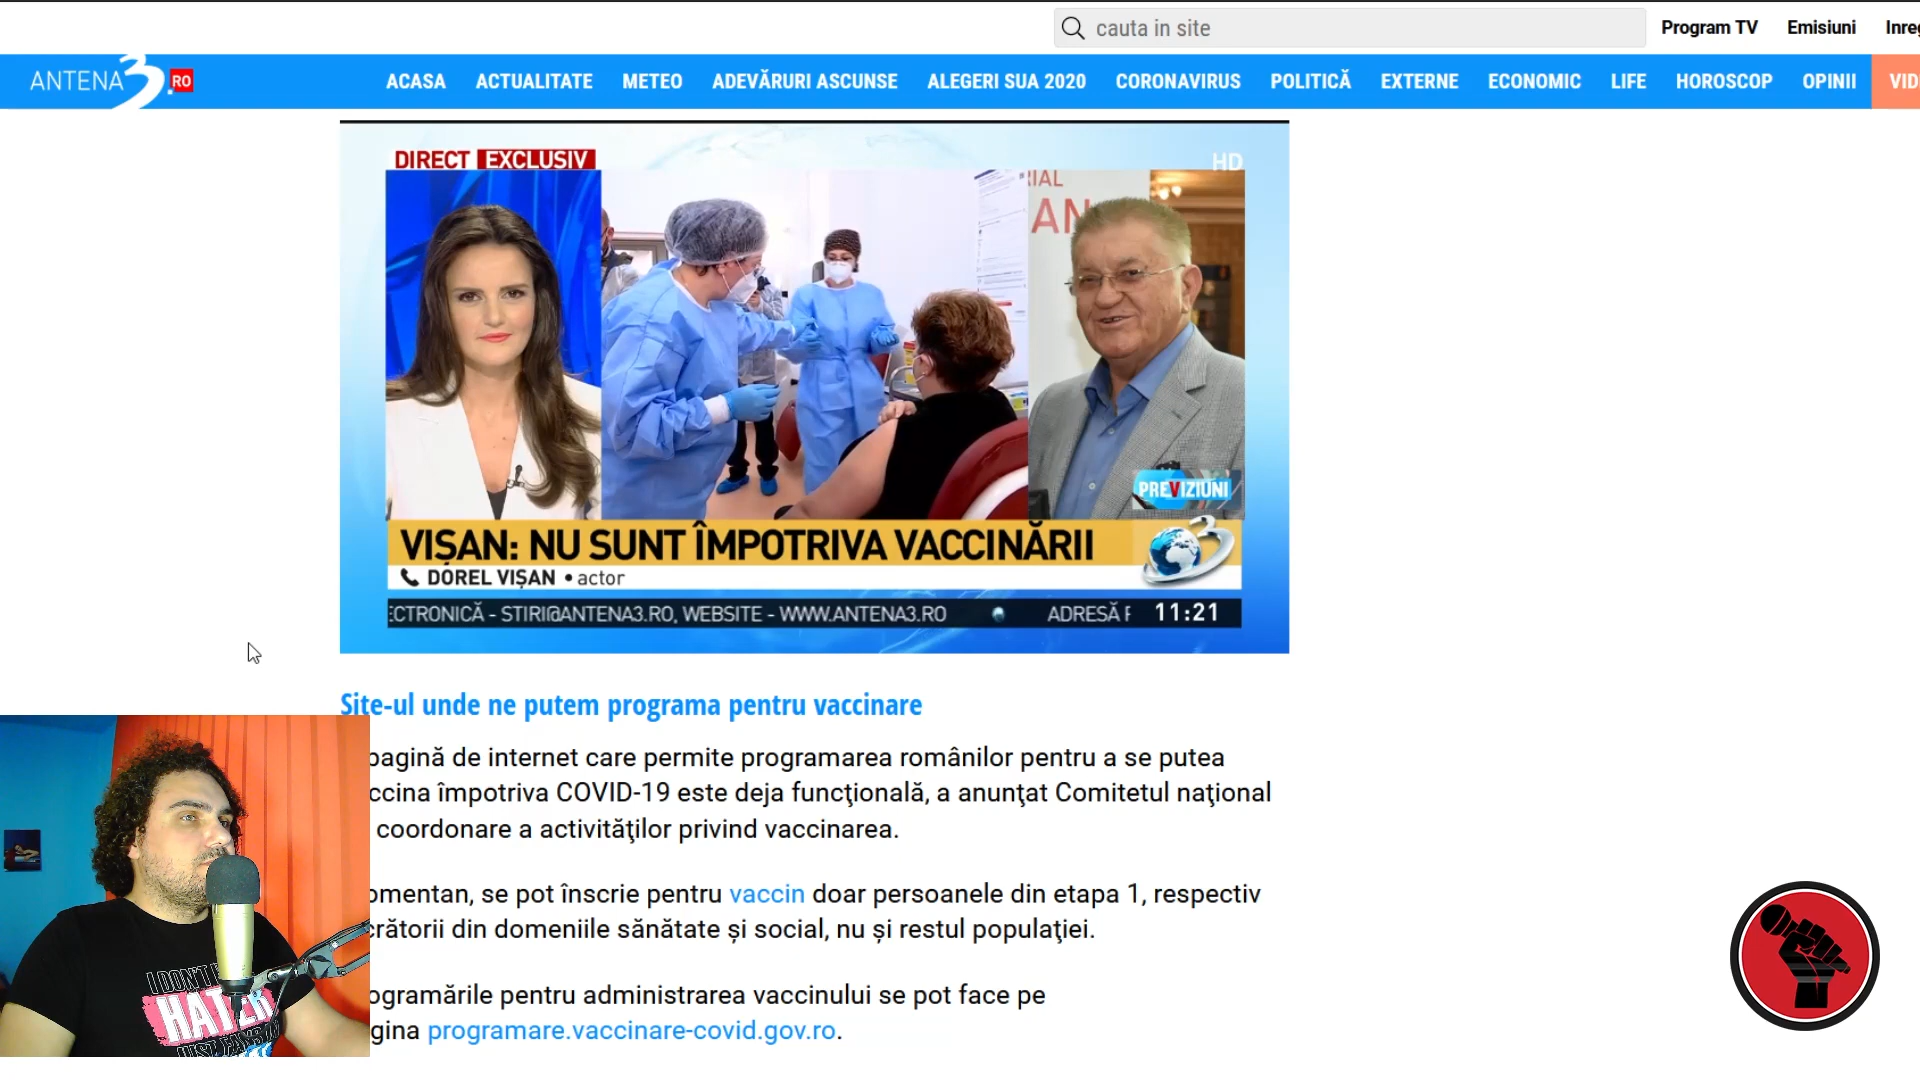 cauta in site
Program TV
Emisiuni
ANTENA 3 .RO
ACASA
ACTUALITATE
METEO
ADEVĂRURI ASCUNSE
ALEGERI SUA 2020
CORONAVIRUS
POLITICĂ
EXTERNE
ECONOMIC
LIFE
HOROSCOP
OPINII
DIRECT EXCLUSIV
HD
PREVIZIUNI
VIȘAN: NU SUNT ÎMPOTRIVA VACCINĂRII
DOREL VIȘAN • actor
ECTRONICĂ - STIRI@ANTENA3.RO, WEBSITE - WWW.ANTENA3.RO
ADRESĂ
11:21
Site-ul unde ne putem programa pentru vaccinare
pagină de internet care permite programarea românilor pentru a se putea
ccina împotriva COVID-19 este deja funcţională, a anunţat Comitetul naţional
coordonare a activităţilor privind vaccinarea.
omentan, se pot înscrie pentru vaccin doar persoanele din etapa 1, respectiv
crătorii din domeniile sănătate şi social, nu şi restul populaţiei.
ogramările pentru administrarea vaccinului se pot face pe
gina programare.vaccinare-covid.gov.ro.
I DON'T
HATER